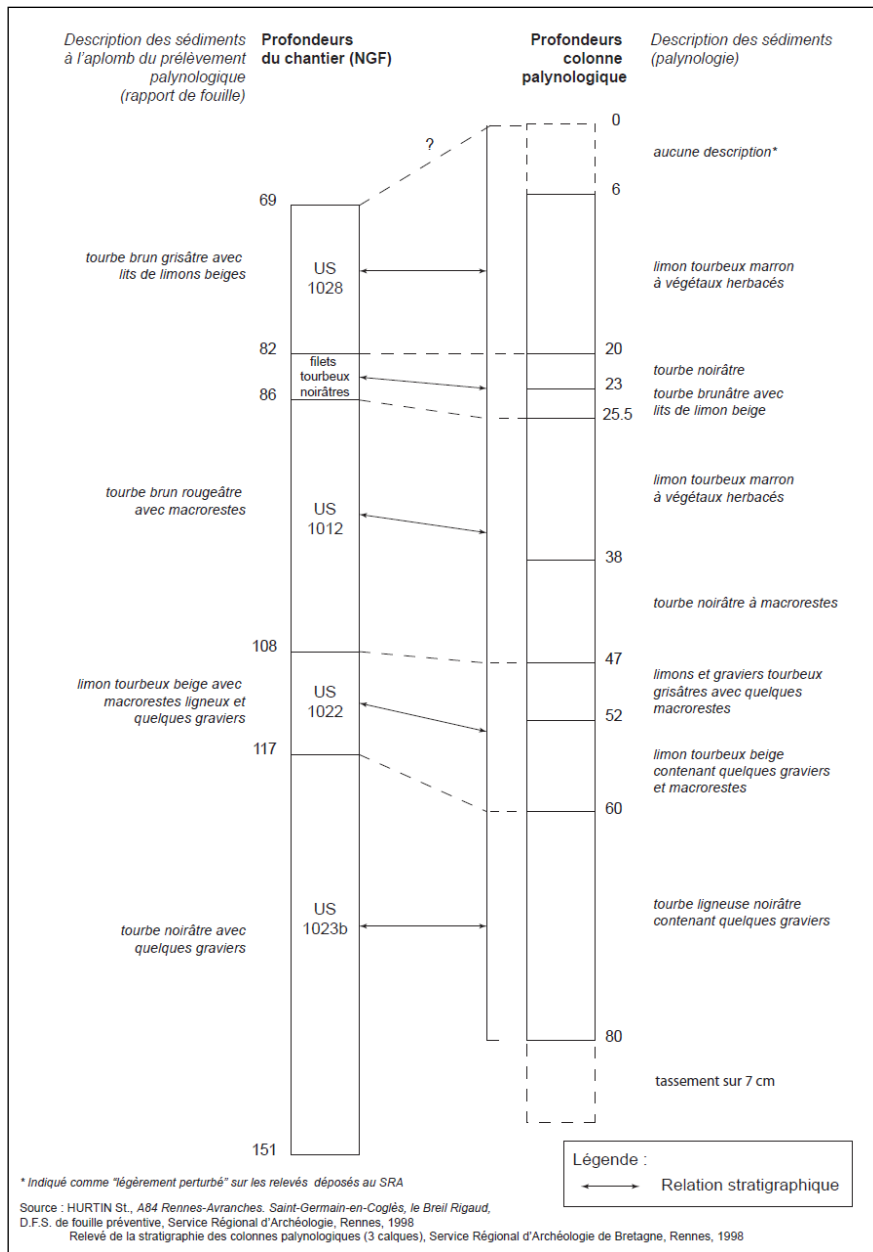 Description des sédiments
à l'aplomb du prélèvement
palynologique
(rapport de fouille)
Profondeurs
du chantier (NGF)
Profondeurs
colonne
palynologique
Description des sédiments
(palynologie)
0
?
aucune description*
6
69
tourbe brun grisâtre avec
lits de limons beiges
US
1028
limon tourbeux marron
à végétaux herbacés
82
20
filets
tourbeux
noirâtres
tourbe noirâtre
23
86
tourbe brunâtre avec
lits de limon beige
25.5
tourbe brun rougeâtre
avec macrorestes
US
1012
limon tourbeux marron
à végétaux herbacés
38
tourbe noirâtre à macrorestes
108
47
limon tourbeux beige avec
macrorestes ligneux et
quelques graviers
US
1022
limons et graviers tourbeux
grisâtres avec quelques
macrorestes
52
117
limon tourbeux beige
contenant quelques graviers
et macrorestes
60
tourbe noirâtre avec
quelques graviers
US
1023b
tourbe ligneuse noirâtre
contenant quelques graviers
80
tassement sur 7 cm
151
Légende :
Relation stratigraphique
* Indiqué comme "légèrement perturbé" sur les relevés déposés au SRA
Source : HURTIN St., A84 Rennes-Avranches. Saint-Germain-en-Coglès, le Breil Rigaud,
D.F.S. de fouille préventive, Service Régional d'Archéologie, Rennes, 1998
Relevé de la stratigraphie des colonnes palynologiques (3 calques), Service Régional d'Archéologie de Bretagne, Rennes, 1998